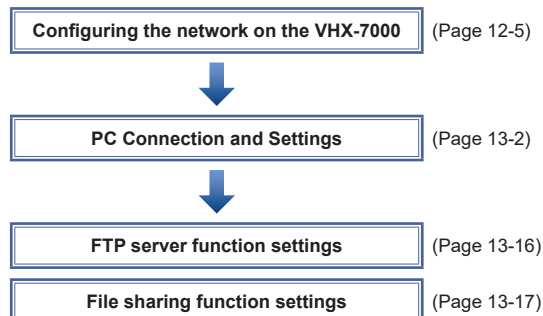 Configuring the network on the VHX-7000 (Page 12-5)
PC Connection and Settings (Page 13-2)
FTP server function settings (Page 13-16)
File sharing function settings (Page 13-17)